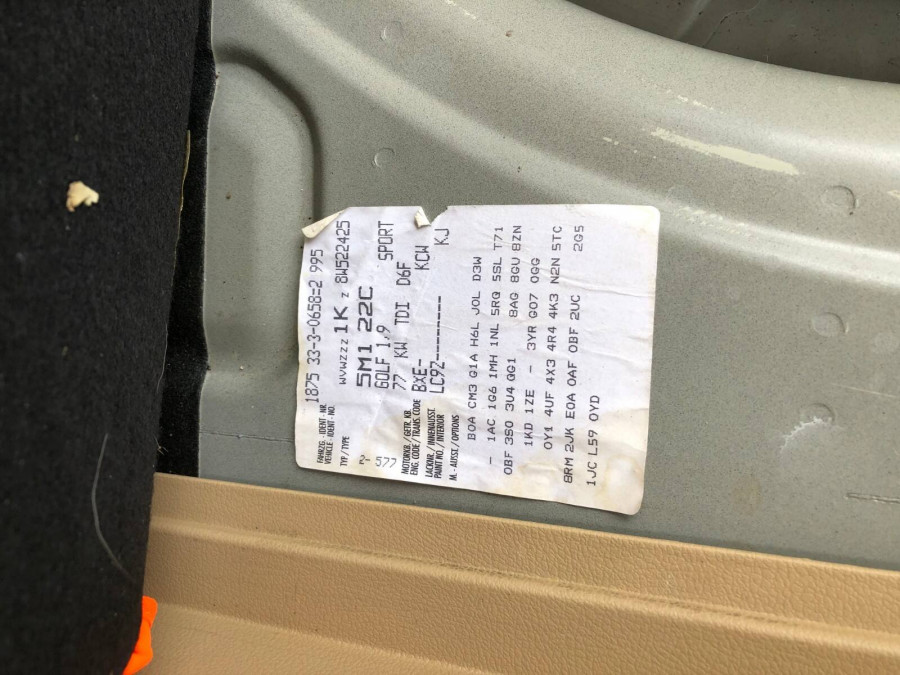 1875 33-3-0658=2 995
FAHRZG.-IDENT-NR.
VEHICLE-IDENT-NO.
WVWZZZ 1K Z 8W522425
TYP/TYPE
5M1 22C
GOLF 1,9 SPORT
2- 577
77 KW TDI D6F
MOTORKB./GETR.KB.
ENG.CODE/TRANS.CODE
BXE- KCW
LACKNR./INNENAUSST.
PAINT NO./INTERIOR
LC9Z-------- KJ
M.-AUSST./OPTIONS
B0A CM3 G1A H6L J0L D3W
- 1AC 1G6 1MH 1NL 5RQ 5SL T71
0BF 3S0 3U4 GG1 8AG 8GU 8ZN
1KD 1ZE - 3YR Q07 0GG
0Y1 4UF 4X3 4R4 4K3 N2N 5TC
8RM 2JK E0A 0AF 0BF 2UC 2G5
1JC L59 0YD